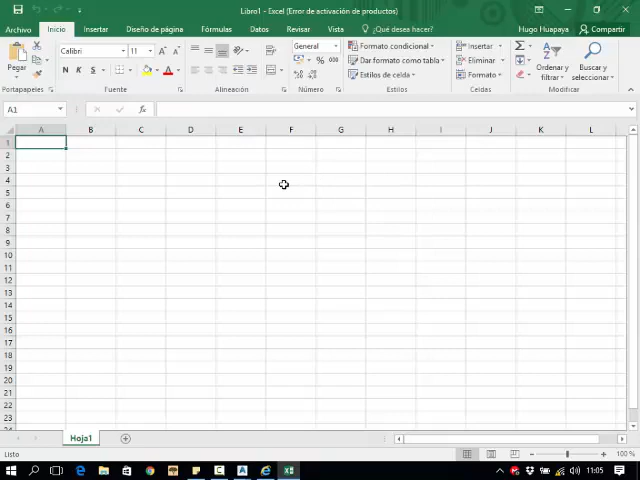 Libro1 - Excel (Error de activación de productos)
Archivo Inicio Insertar Diseño de página Fórmulas Datos Revisar Vista ¿Qué desea hacer? Hugo Huapaya Compartir
Pegar
Calibri 11
N K S
General
% 000
Formato condicional
Dar formato como tabla
Estilos de celda
Insertar
Eliminar
Formato
Ordenar y filtrar
Buscar y seleccionar
Portapapeles Fuente Alineación Número Estilos Celdas Modificar
A1 fx
A B C D E F G H I J K L
1
2
3
4
5
6
7
8
9
10
11
12
13
14
15
16
17
18
19
20
21
22
23
Hoja1
Listo 100 %
11:05